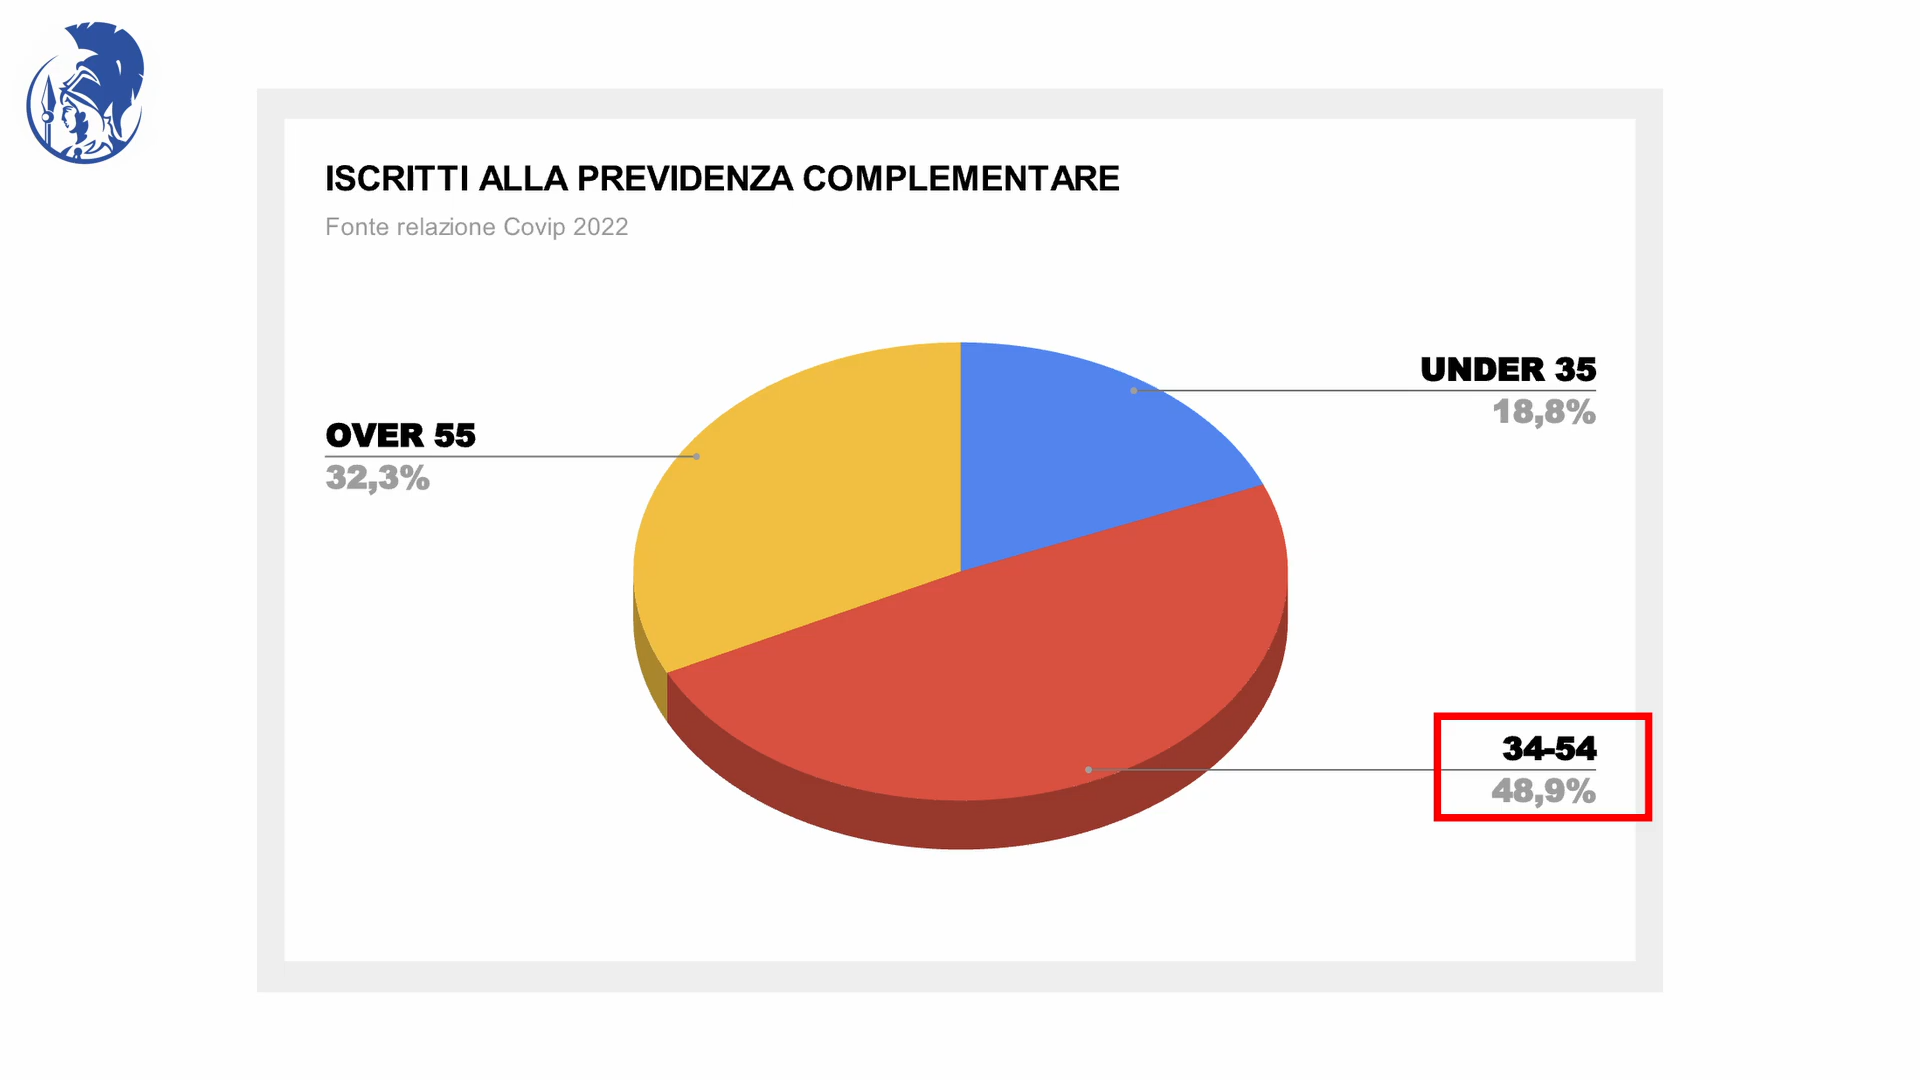 ISCRITTI ALLA PREVIDENZA COMPLEMENTARE
Fonte relazione Covip 2022
UNDER 35
18,8%
OVER 55
32,3%
34-54
48,9%